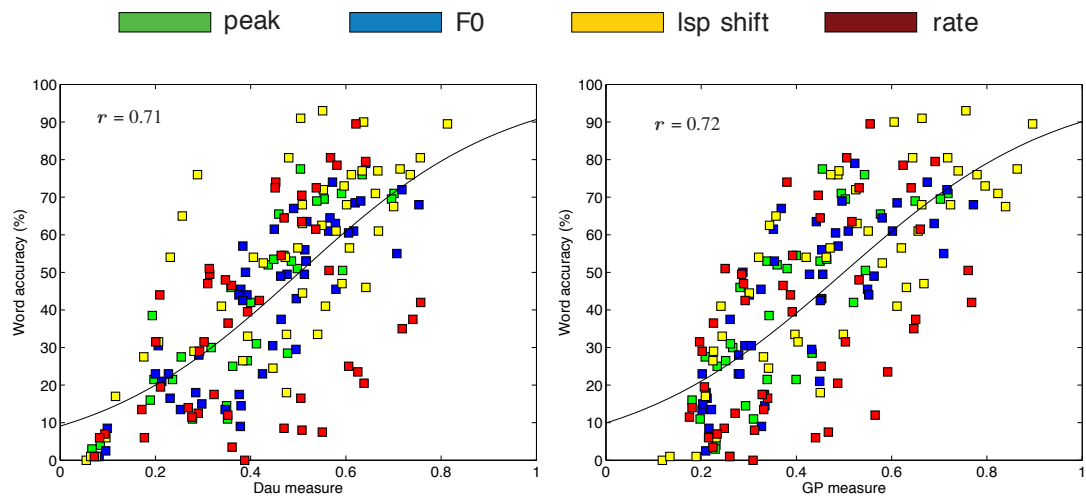 peak F0 lsp shift rate
100
90
80
70
60
50
40
30
20
10
0
0 0.2 0.4 0.6 0.8 1
Word accuracy (%)
Dau measure
r = 0.71
100
90
80
70
60
50
40
30
20
10
0
0 0.2 0.4 0.6 0.8 1
Word accuracy (%)
GP measure
r = 0.72